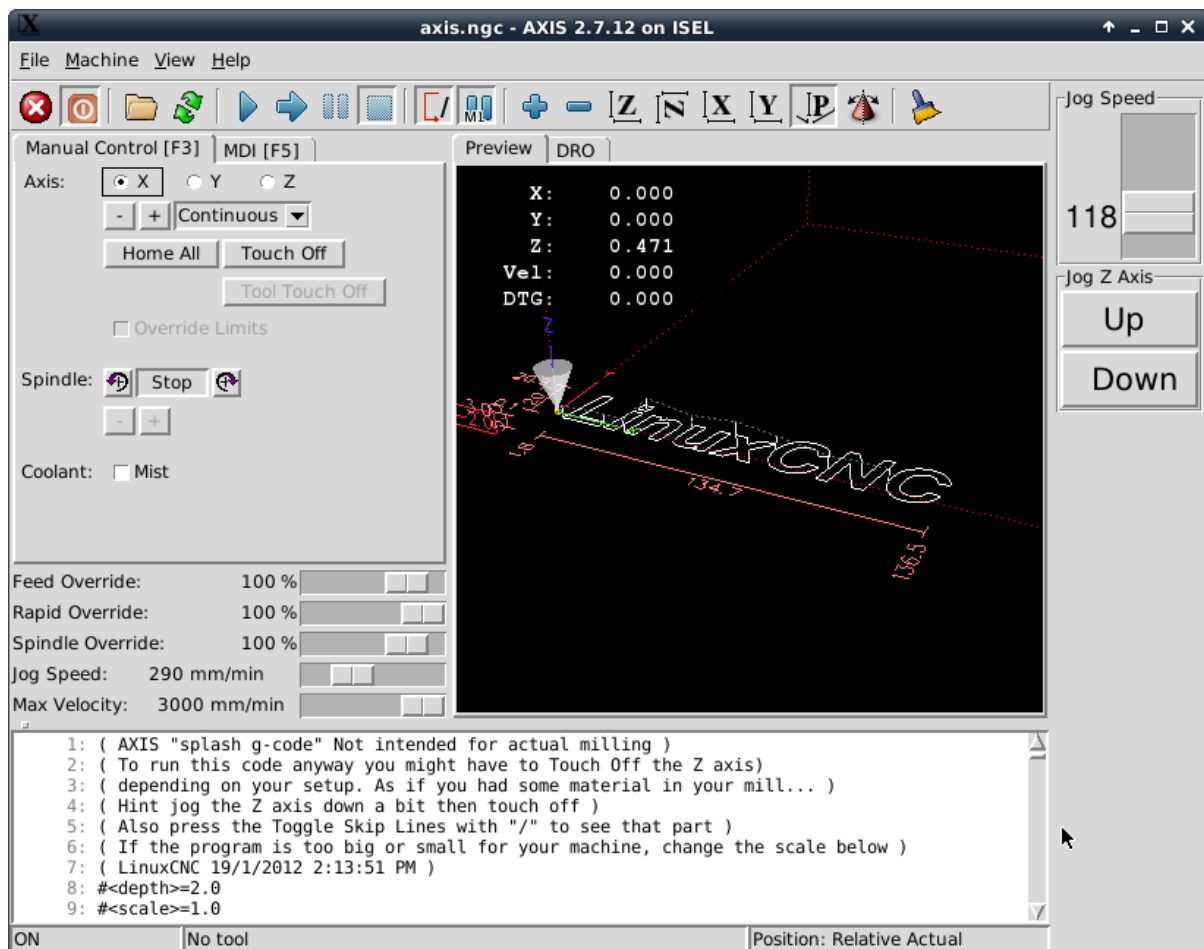 axis.ngc - AXIS 2.7.12 on ISEL
File Machine View Help
M1 Z N X Y P
Manual Control [F3] MDI [F5]
Axis: X Y Z
- + Continuous
Home All Touch Off
Tool Touch Off
Override Limits
Spindle: Stop
- +
Coolant: Mist
Feed Override: 100 %
Rapid Override: 100 %
Spindle Override: 100 %
Jog Speed: 290 mm/min
Max Velocity: 3000 mm/min
Preview DRO
X: 0.000
Y: 0.000
Z: 0.471
Vel: 0.000
DTG: 0.000
Z
LinuxCNC
1.8
134.7
136.5
Jog Speed
118
Jog Z Axis
Up
Down
1: ( AXIS "splash g-code" Not intended for actual milling )
2: ( To run this code anyway you might have to Touch Off the Z axis)
3: ( depending on your setup. As if you had some material in your mill... )
4: ( Hint jog the Z axis down a bit then touch off )
5: ( Also press the Toggle Skip Lines with "/" to see that part )
6: ( If the program is too big or small for your machine, change the scale below )
7: ( LinuxCNC 19/1/2012 2:13:51 PM )
8: #<depth>=2.0
9: #<scale>=1.0
ON No tool Position: Relative Actual